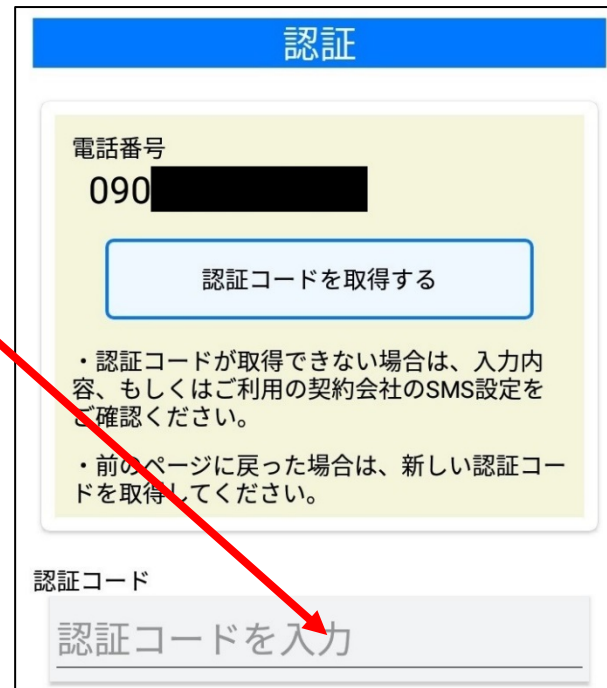 認証
電話番号
090
認証コードを取得する
・認証コードが取得できない場合は、入力内
容、もしくはご利用の契約会社のSMS設定を
ご確認ください。
・前のページに戻った場合は、新しい認証コー
ドを取得してください。
認証コード
認証コードを入力